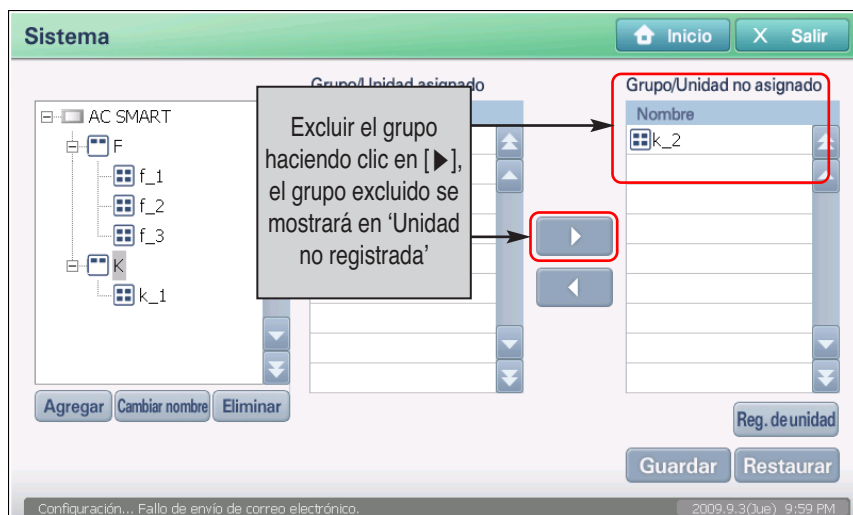 Sistema
Inicio
X Salir
Grupo/Unidad asignado
Grupo/Unidad no asignado
AC SMART
F
f_1
f_2
f_3
K
k_1
Excluir el grupo
haciendo clic en [▶],
el grupo excluido se
mostrará en ‘Unidad
no registrada’
Nombre
k_2
Agregar
Cambiar nombre
Eliminar
Reg. de unidad
Guardar
Restaurar
Configuración... Fallo de envío de correo electrónico.
2009.9.3(Jue) 9:59 PM